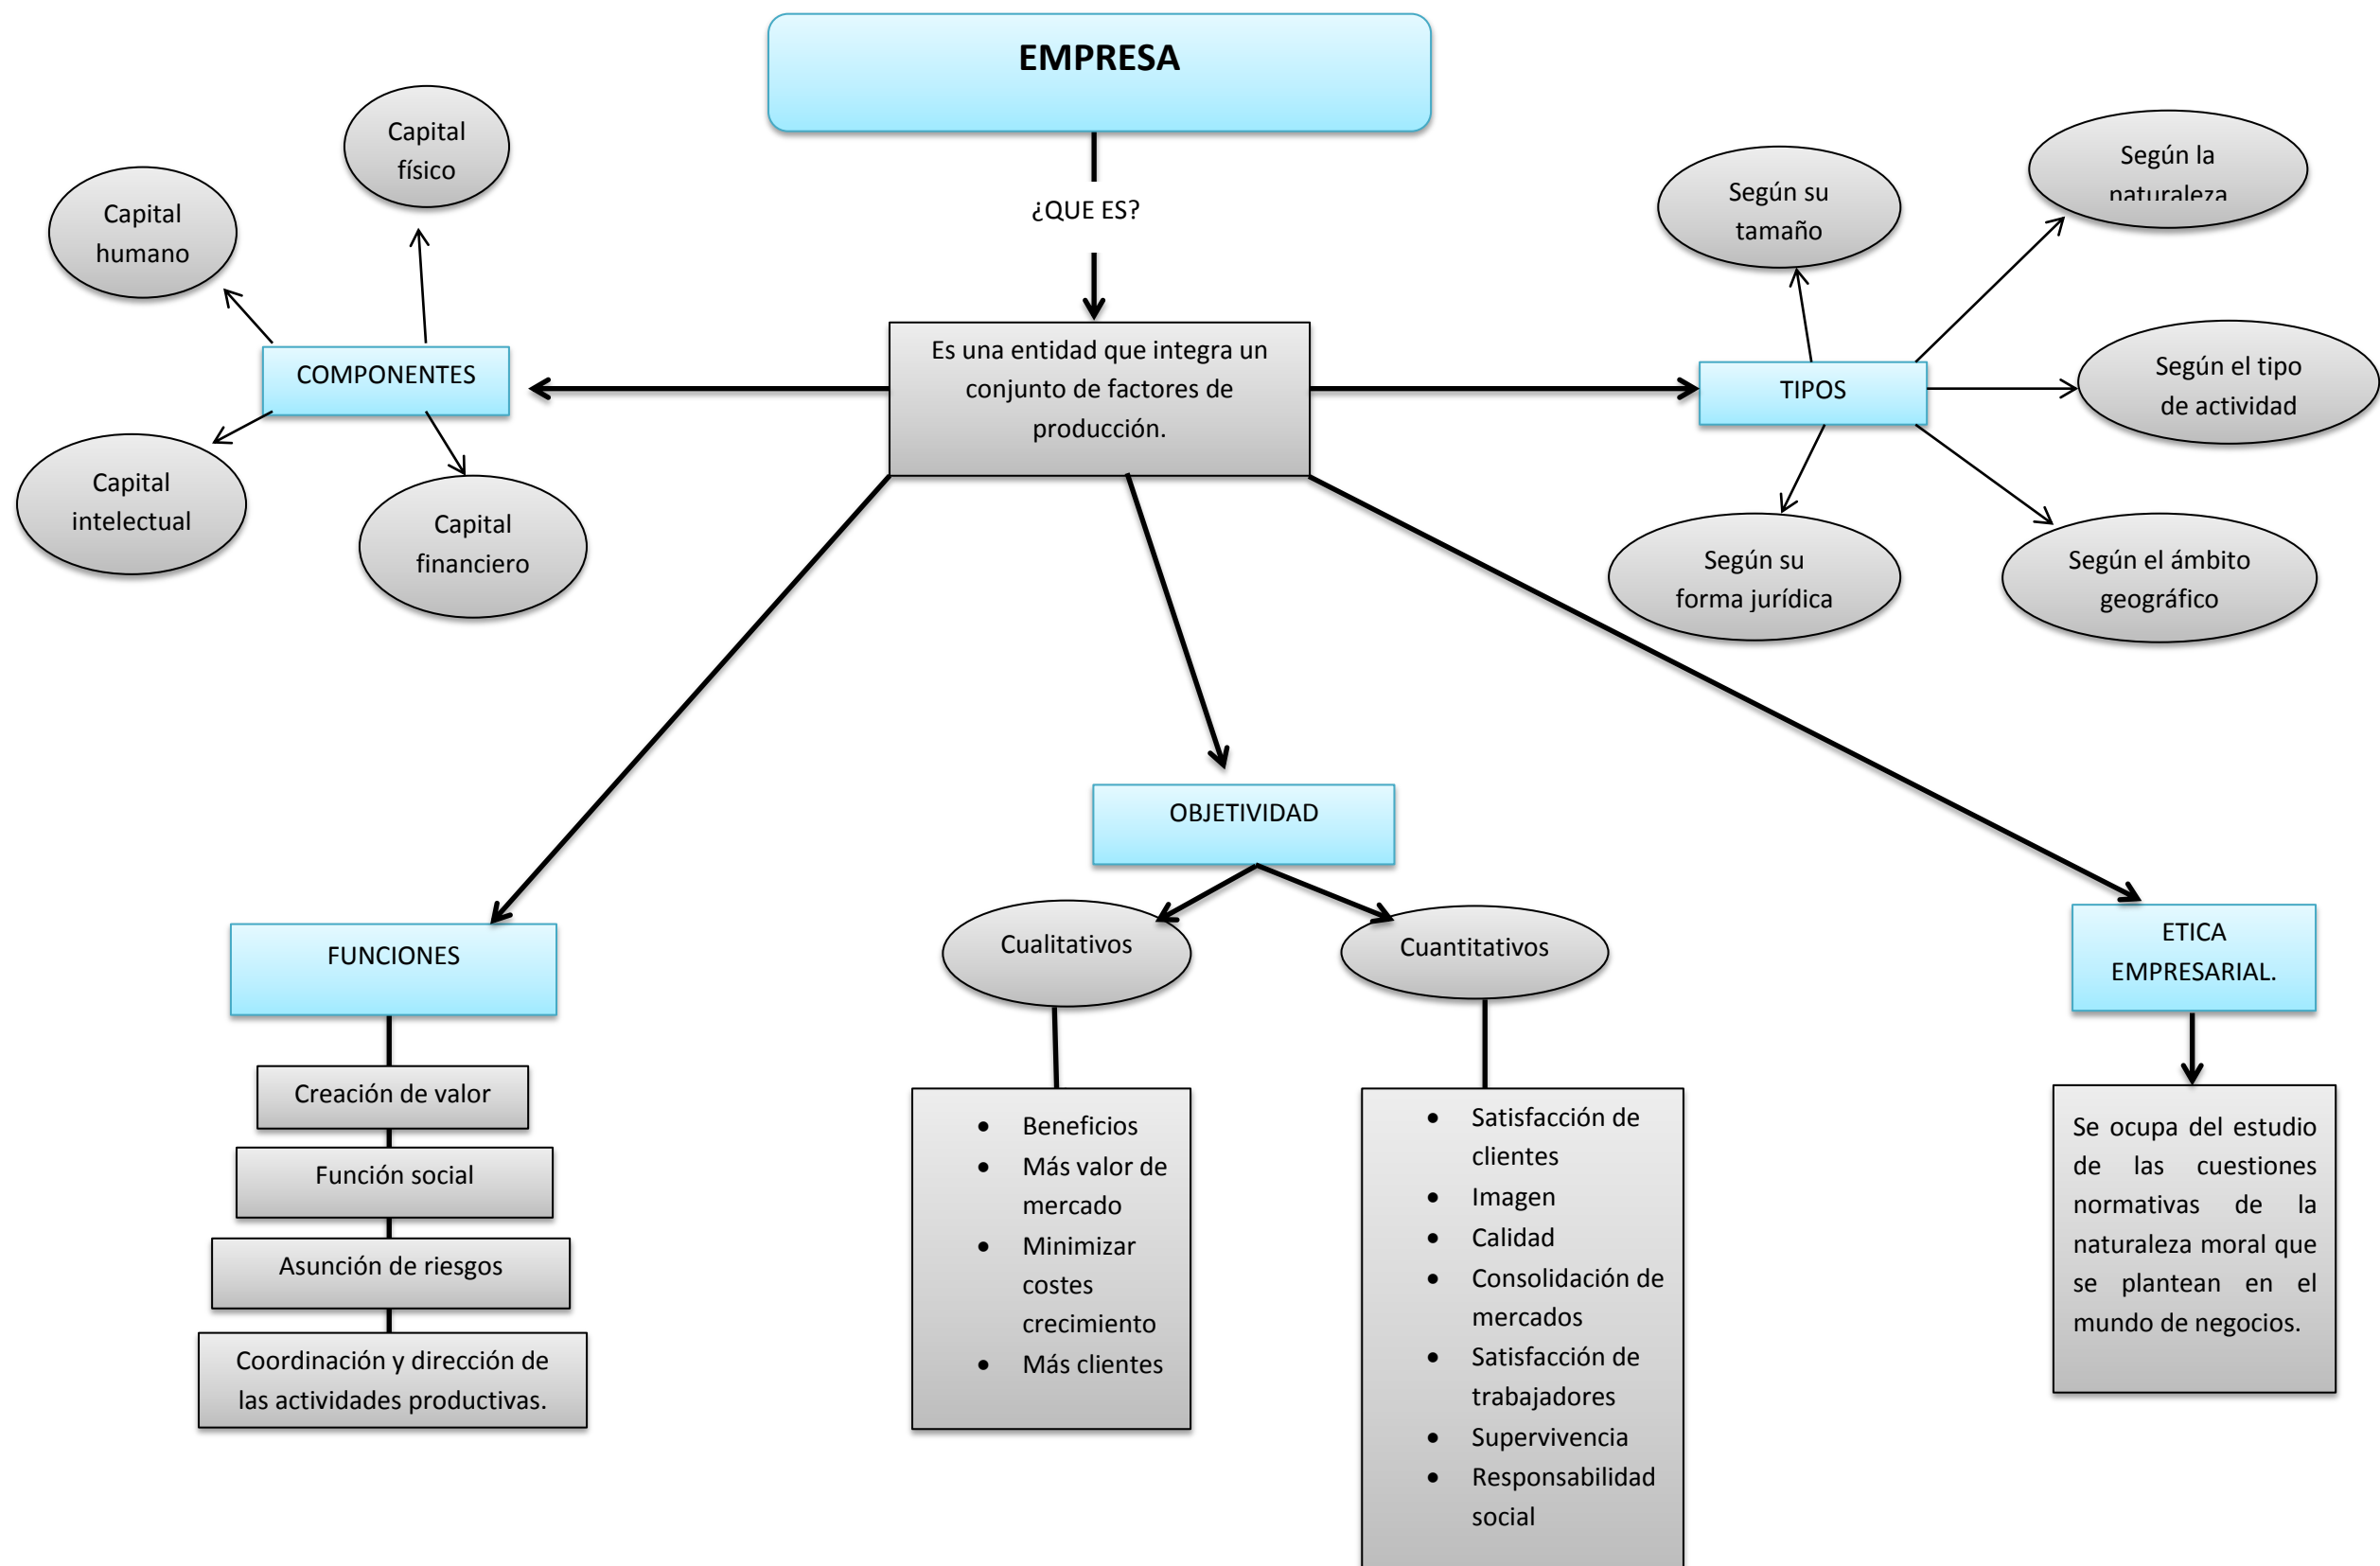 EMPRESA
¿QUE ES?
Es una entidad que integra un
conjunto de factores de
producción.
COMPONENTES
Capital
físico
Capital
humano
Capital
intelectual
Capital
financiero
TIPOS
Según su
tamaño
Según la
naturaleza
Según el tipo
de actividad
Según su
forma jurídica
Según el ámbito
geográfico
FUNCIONES
Creación de valor
Función social
Asunción de riesgos
Coordinación y dirección de
las actividades productivas.
OBJETIVIDAD
Cualitativos
• Beneficios
• Más valor de
mercado
• Minimizar
costes
crecimiento
• Más clientes
Cuantitativos
• Satisfacción de
clientes
• Imagen
• Calidad
• Consolidación de
mercados
• Satisfacción de
trabajadores
• Supervivencia
• Responsabilidad
social
ETICA
EMPRESARIAL.
Se ocupa del estudio
de las cuestiones
normativas de la
naturaleza moral que
se plantean en el
mundo de negocios.